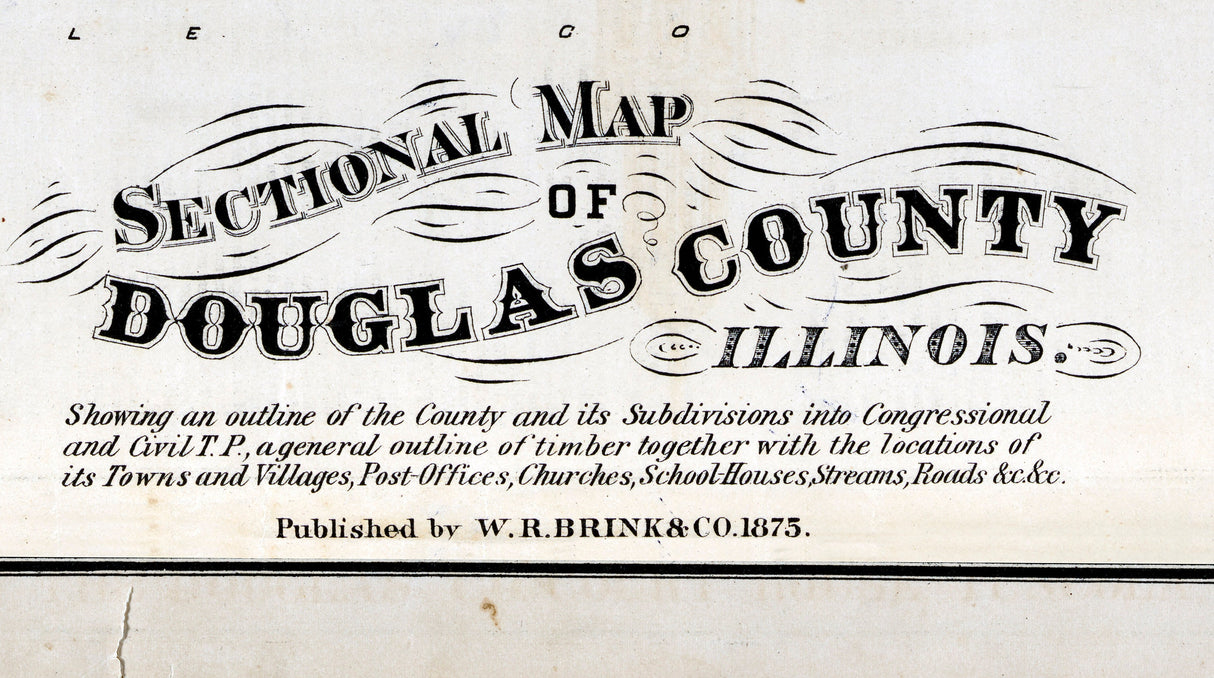 L E C O
SECTIONAL MAP
OF
DOUGLAS COUNTY
ILLINOIS.
Showing an outline of the County and its Subdivisions into Congressional
and Civil T. P., a general outline of timber together with the locations of
its Towns and Villages, Post-Offices, Churches, School-Houses, Streams, Roads &c. &c.
Published by W. R. BRINK & CO. 1875.